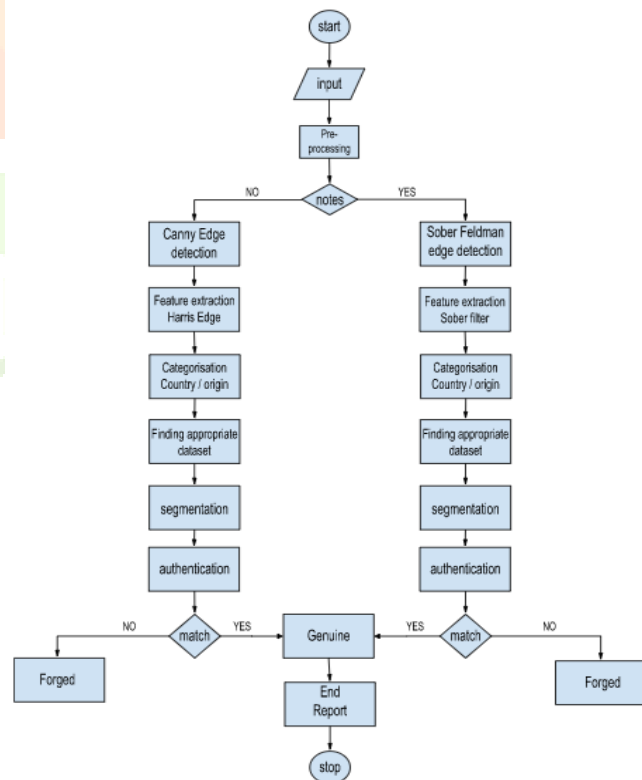 start
input
Pre-
processing
notes
NO
YES
Canny Edge
detection
Sober Feldman
edge detection
Feature extraction
Harris Edge
Feature extraction
Sober filter
Categorisation
Country / origin
Categorisation
Country / origin
Finding appropriate
dataset
Finding appropriate
dataset
segmentation
segmentation
authentication
authentication
NO
match
YES
Genuine
YES
match
NO
Forged
Forged
End
Report
stop